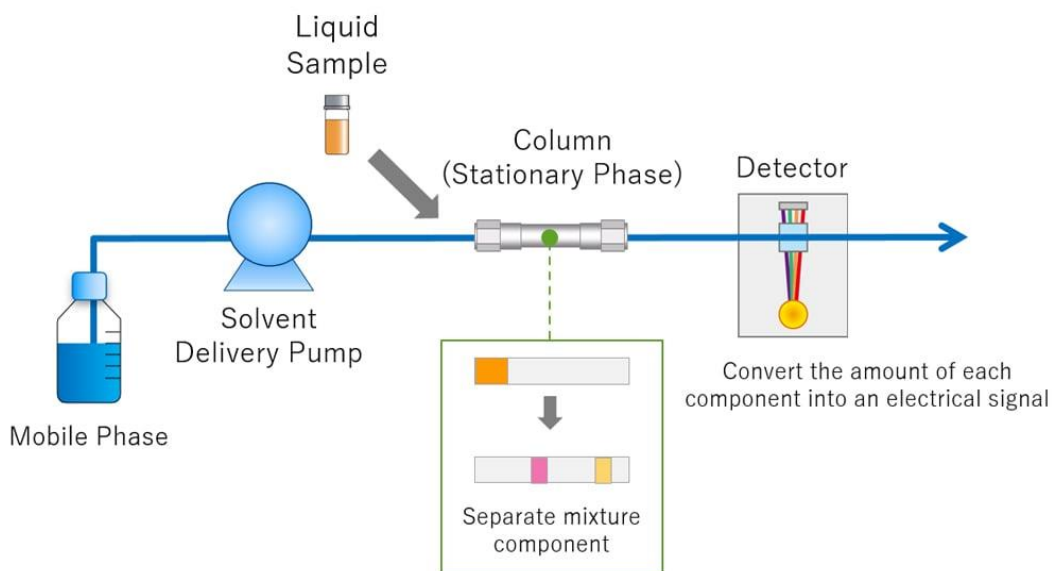 Liquid
Sample
Column
(Stationary Phase)
Detector
Solvent
Delivery Pump
Mobile Phase
Convert the amount of each
component into an electrical signal
Separate mixture
component